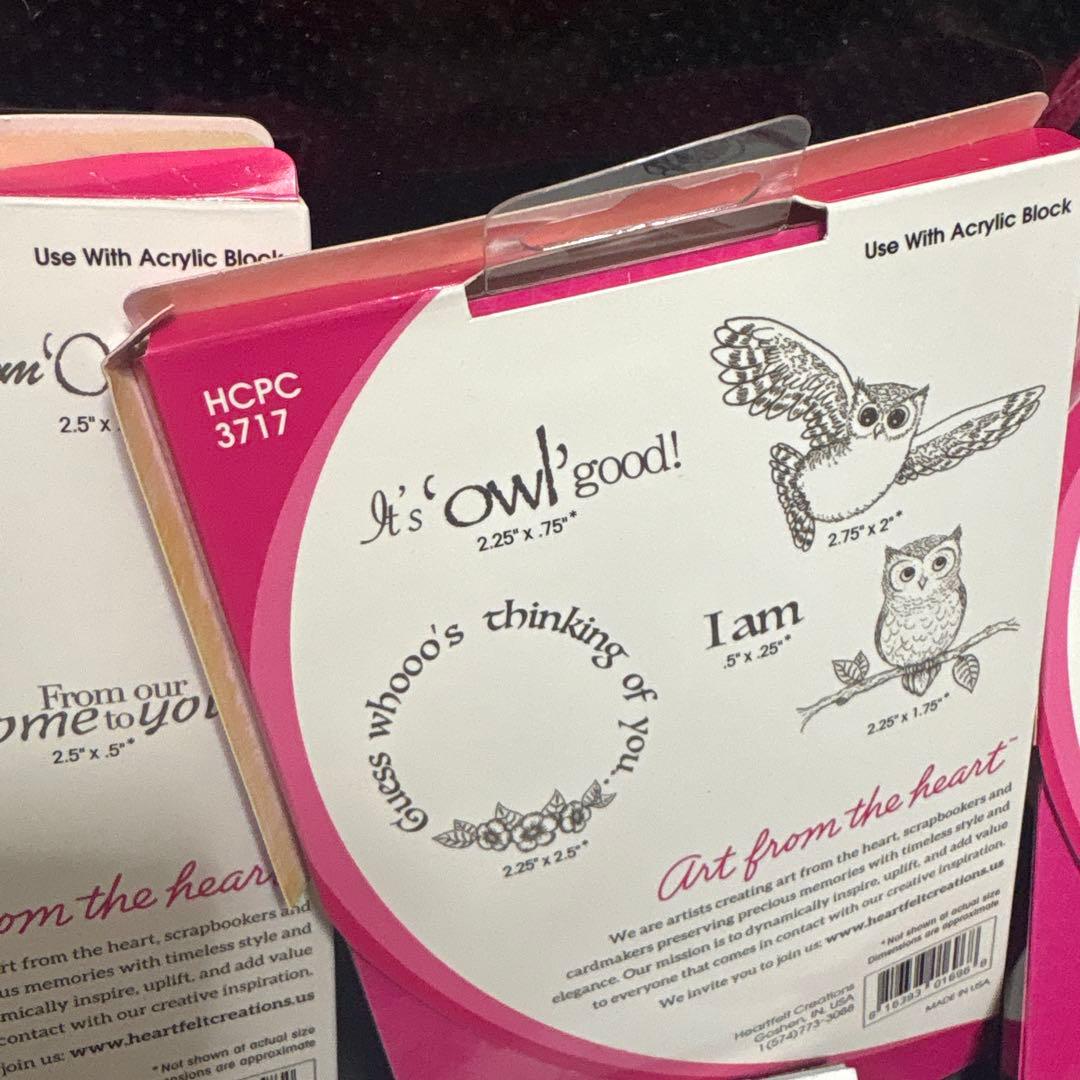 Use With Acrylic Block
2.5" x
From our
ome to you
2.5" x .5"*
om the hear
rt from the heart, scrapbookers and
us memories with timeless style and
mically inspire, uplift, and add value
contact with our creative inspiration.
join us: www.heartfeltcreations.us
*Not shown at actual size
nsions are approximate
Use With Acrylic Block
HCPC
3717
It's 'owl' good!
2.25" x .75"*
2.75" x 2"*
Guess whooo's thinking of you...
2.25" x 2.5"*
I am
.5" x .25"*
2.25" x 1.75"*
Art from the heart™
We are artists creating art from the heart, scrapbookers and
cardmakers preserving precious memories with timeless style and
elegance. Our mission is to dynamically inspire, uplift, and add value
to everyone that comes in contact with our creative inspiration.
We invite you to join us: www.heartfeltcreations.us
*Not shown at actual size
Dimensions are approximate
Heartfelt Creations
Goshen, IN, USA
1(574)773-3088
8 16393 01696 8
MADE IN USA